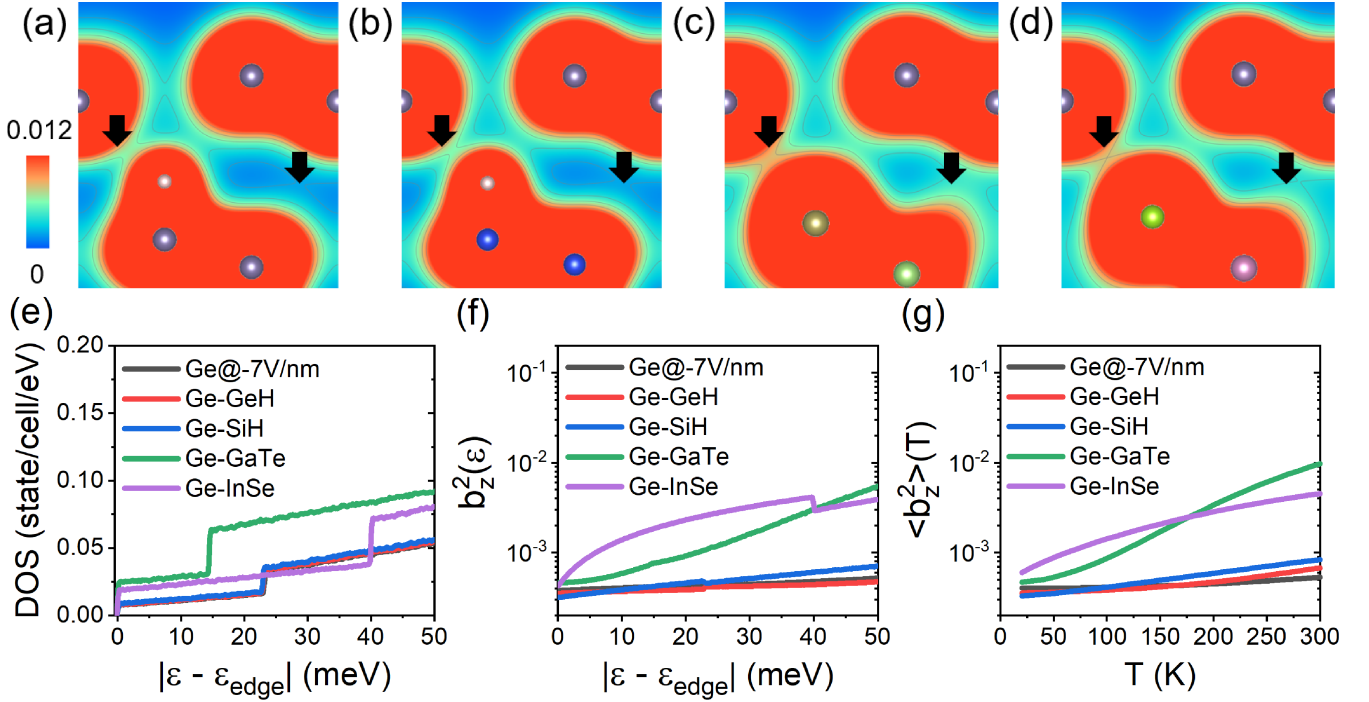 (a) (b) (c) (d)
0.012
0
(e) (f) (g)
0.20
0.15
0.10
0.05
0.00
DOS (state/cell/eV)
Ge@-7V/nm
Ge-GeH
Ge-SiH
Ge-GaTe
Ge-InSe
0 10 20 30 40 50
|ε - ε_edge| (meV)
10⁻¹
10⁻²
10⁻³
b_z²(ε)
Ge@-7V/nm
Ge-GeH
Ge-SiH
Ge-GaTe
Ge-InSe
0 10 20 30 40 50
|ε - ε_edge| (meV)
10⁻¹
10⁻²
10⁻³
<b_z²>(T)
Ge@-7V/nm
Ge-GeH
Ge-SiH
Ge-GaTe
Ge-InSe
0 50 100 150 200 250 300
T (K)